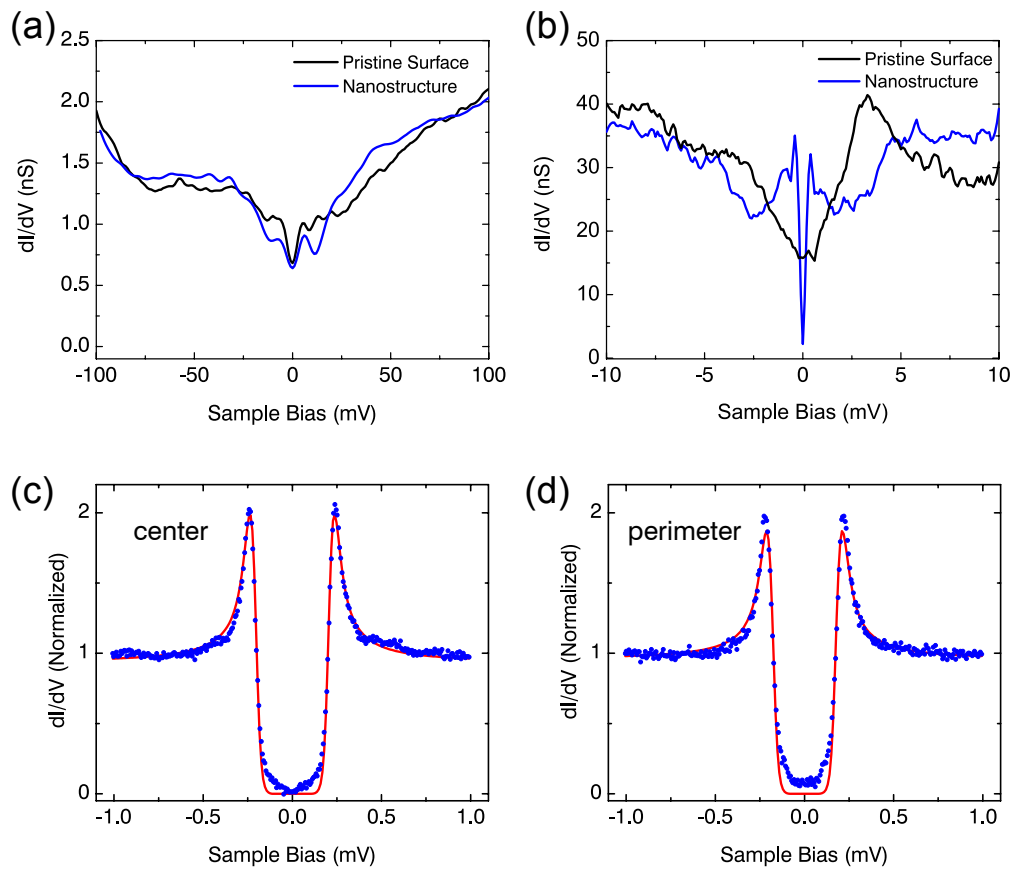 (a)
2.5
2.0
1.5
1.0
0.5
0.0
dI/dV (nS)
Pristine Surface
Nanostructure
-100
-50
0
50
100
Sample Bias (mV)
(b)
50
40
30
20
10
0
dI/dV (nS)
Pristine Surface
Nanostructure
-10
-5
0
5
10
Sample Bias (mV)
(c)
center
2
1
0
dI/dV (Normalized)
-1.0
-0.5
0.0
0.5
1.0
Sample Bias (mV)
(d)
perimeter
2
1
0
dI/dV (Normalized)
-1.0
-0.5
0.0
0.5
1.0
Sample Bias (mV)